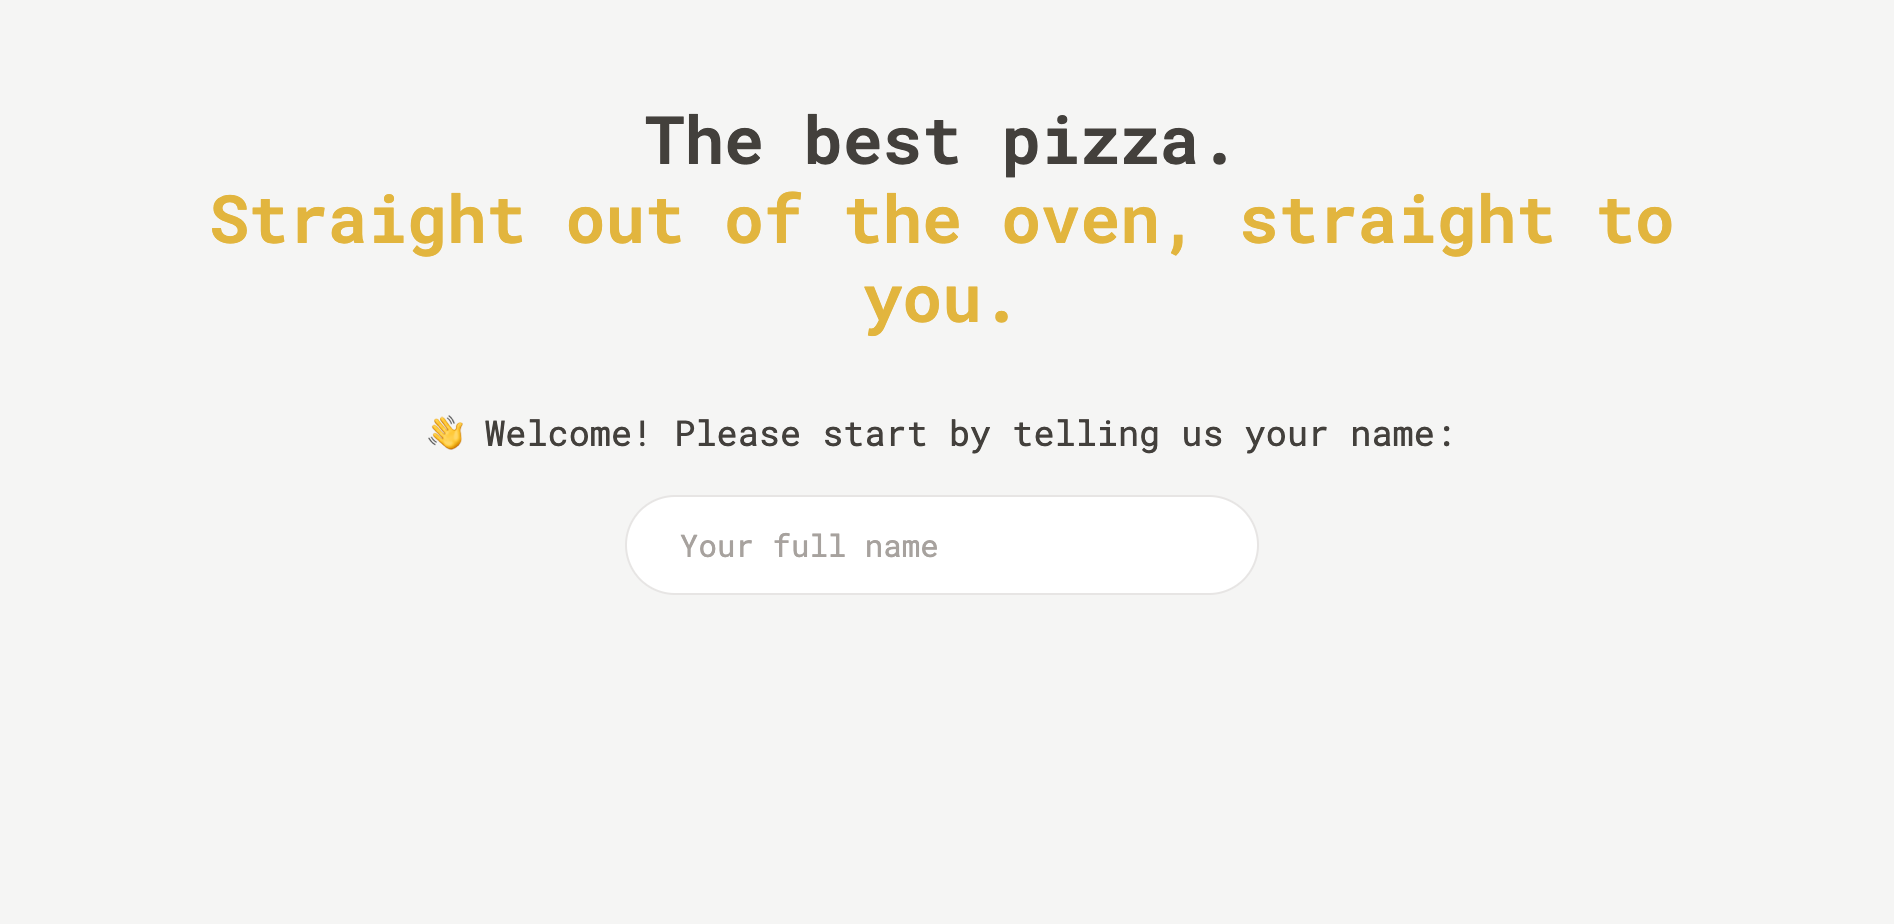 The best pizza.
Straight out of the oven, straight to
you.
👋 Welcome! Please start by telling us your name:
Your full name